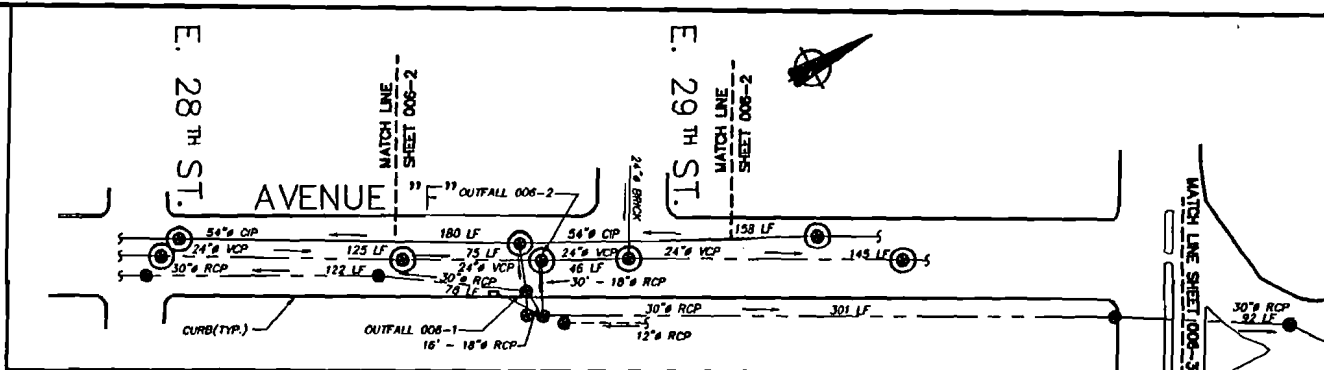 E. 28TH ST.
MATCH LINE
SHEET 006-2
E. 29TH ST.
MATCH LINE
SHEET 006-2
AVENUE "F"
OUTFALL 006-2
24"ø BRICK
54"ø CIP
180 LF
54"ø CIP
158 LF
24"ø VCP
125 LF
75 LF
24"ø VCP
24"ø VCP
46 LF
24"ø VCP
145 LF
30"ø RCP
122 LF
30"ø RCP
78 LF
30' - 18"ø RCP
CURB(TYP.)
OUTFALL 006-1
16' - 18"ø RCP
30"ø RCP
301 LF
12"ø RCP
MATCH LINE SHEET 006-3
30"ø RCP
92 LF